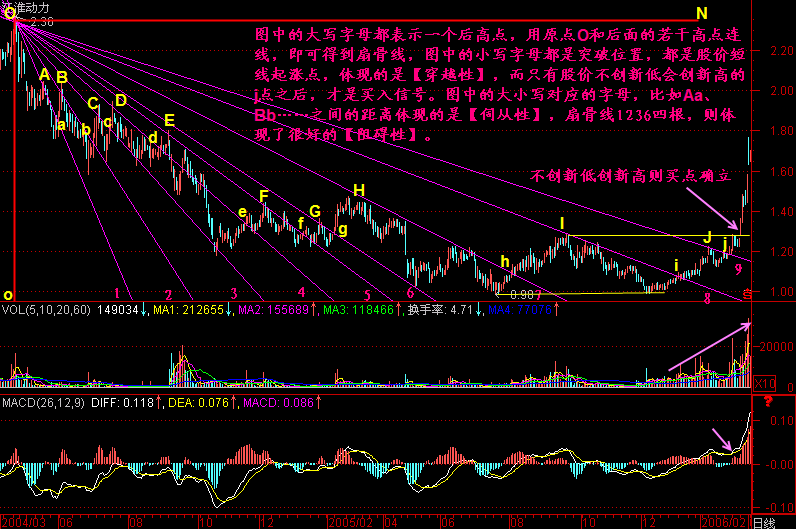 江淮动力
O
2.38
N
图中的大写字母都表示一个后高点，用原点O和后面的若干高点连
线，即可得到扇骨线，图中的小写字母都是突破位置，都是股价短
线起涨点，体现的是【穿越性】，而只有股价不创新低会创新高的
j点之后，才是买入信号。图中的大小写对应的字母，比如Aa、
Bb……之间的距离体现的是【伺从性】，扇骨线1236四根，则体
现了很好的【阻碍性】。
不创新低创新高则买点确立
2.20
2.00
1.80
1.60
1.40
1.20
1.00
A
B
C
D
E
a
b
c
d
F
G
H
e
f
g
I
h
J
i
j
0.98
o
1
2
3
4
5
6
7
8
9
VOL(5,10,20,60) 149034↓, MA1: 212655↓, MA2: 155689↑, MA3: 118466↑, 换手率: 4.71↓, MA4: 77076↑
20000
X10
0
MACD(26,12,9) DIFF: 0.118↑, DEA: 0.076↑, MACD: 0.086↑
?
0.10
-0.00
-0.10
2004/03 06 08 10 12 2005/02 04 06 08 10 12 2006/02 日线